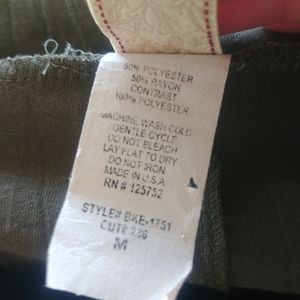 50% POLYESTER
50% RAYON
CONTRAST
100% POLYESTER
MACHINE WASH COLD
GENTLE CYCLE
DO NOT BLEACH
LAY FLAT TO DRY
DO NOT IRON
MADE IN U.S.A.
RN # 125752
STYLE# BKE-1751
CUT# 236
M